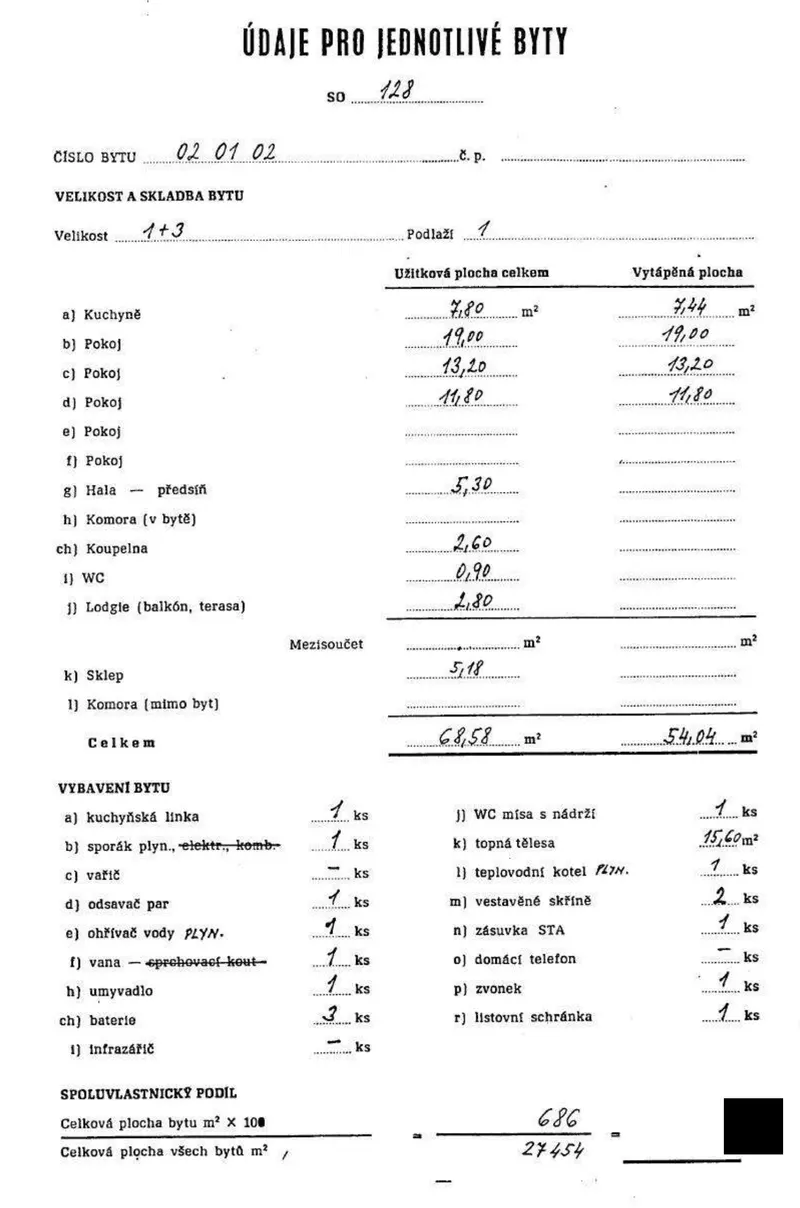 ÚDAJE PRO JEDNOTLIVÉ BYTY
SO 128
ČÍSLO BYTU 02 01 02 č. p.
VELIKOST A SKLADBA BYTU
Velikost 1+3 Podlaží 1
Užitková plocha celkem Vytápěná plocha
a) Kuchyně 7,80 m² 7,44 m²
b) Pokoj 19,00 19,00
c) Pokoj 13,20 13,20
d) Pokoj 11,80 11,80
e) Pokoj
f) Pokoj
g) Hala — předsíň 5,30
h) Komora (v bytě)
ch) Koupelna 2,60
i) WC 0,90
j) Lodgie (balkón, terasa) 2,80
Mezisoučet m² m²
k) Sklep 5,18
l) Komora (mimo byt)
Celkem 68,58 m² 54,04 m²
VYBAVENÍ BYTU
a) kuchyňská linka 1 ks
b) sporák plyn., elektr., komb. 1 ks
c) vařič – ks
d) odsavač par 1 ks
e) ohřívač vody PLYN. 1 ks
f) vana — sprchovací kout 1 ks
h) umyvadlo 1 ks
ch) baterie 3 ks
i) infrazářič – ks
j) WC mísa s nádrží 1 ks
k) topná tělesa 15,60 m²
l) teplovodní kotel PLYN. 1 ks
m) vestavěné skříně 2 ks
n) zásuvka STA 1 ks
o) domácí telefon – ks
p) zvonek 1 ks
r) listovní schránka 1 ks
SPOLUVLASTNICKÝ PODÍL
Celková plocha bytu m² X 100 = 686 =
Celková plocha všech bytů m² 27454